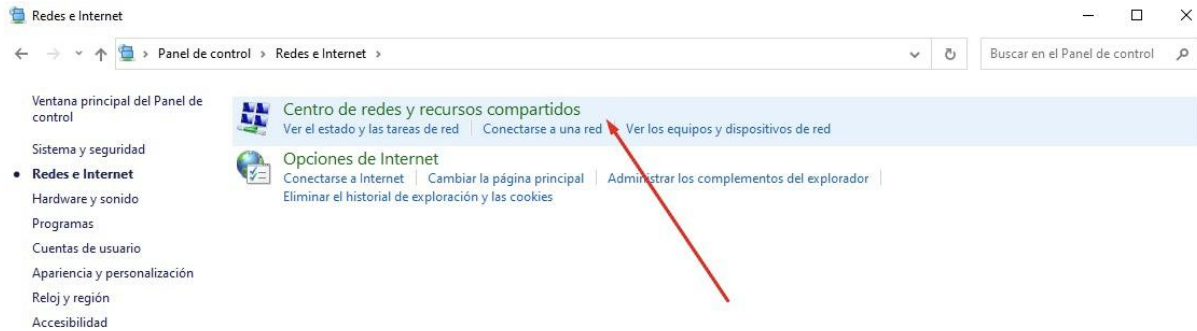 Redes e Internet
Panel de control > Redes e Internet >
Buscar en el Panel de control
Ventana principal del Panel de
control
Sistema y seguridad
Redes e Internet
Hardware y sonido
Programas
Cuentas de usuario
Apariencia y personalización
Reloj y región
Accesibilidad
Centro de redes y recursos compartidos
Ver el estado y las tareas de red | Conectarse a una red | Ver los equipos y dispositivos de red
Opciones de Internet
Conectarse a Internet | Cambiar la página principal | Administrar los complementos del explorador |
Eliminar el historial de exploración y las cookies